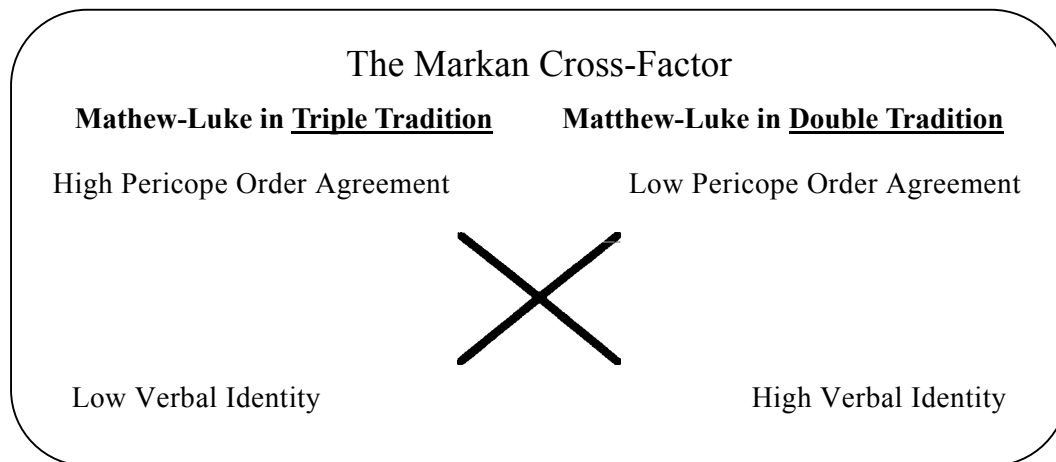 The Markan Cross-Factor
Mathew-Luke in Triple Tradition Matthew-Luke in Double Tradition
High Pericope Order Agreement Low Pericope Order Agreement
Low Verbal Identity High Verbal Identity